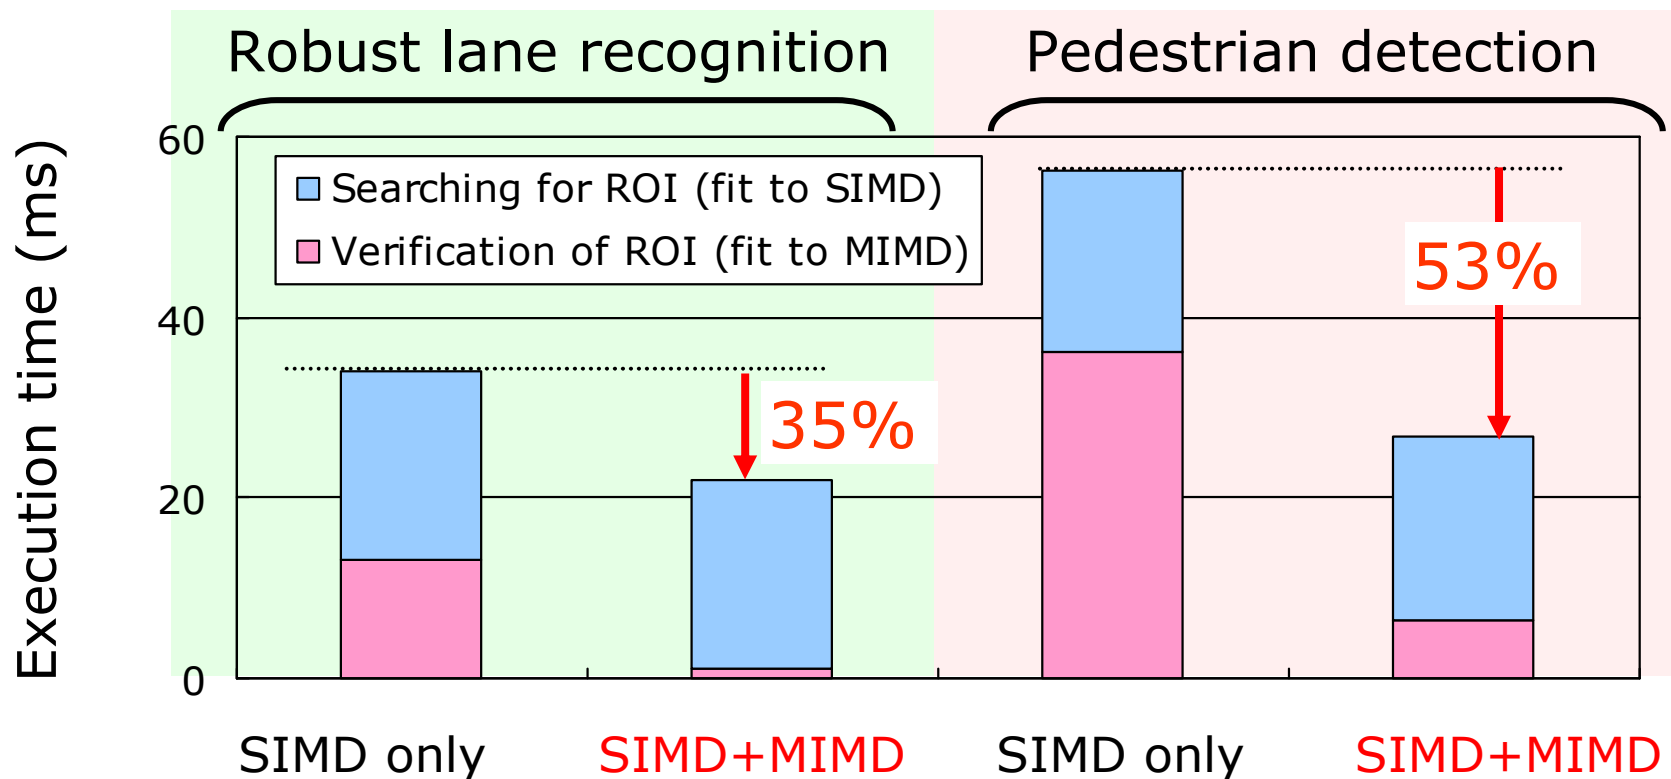 Robust lane recognition
Pedestrian detection
Execution time (ms)
60
40
20
0
Searching for ROI (fit to SIMD)
Verification of ROI (fit to MIMD)
35%
53%
SIMD only
SIMD+MIMD
SIMD only
SIMD+MIMD